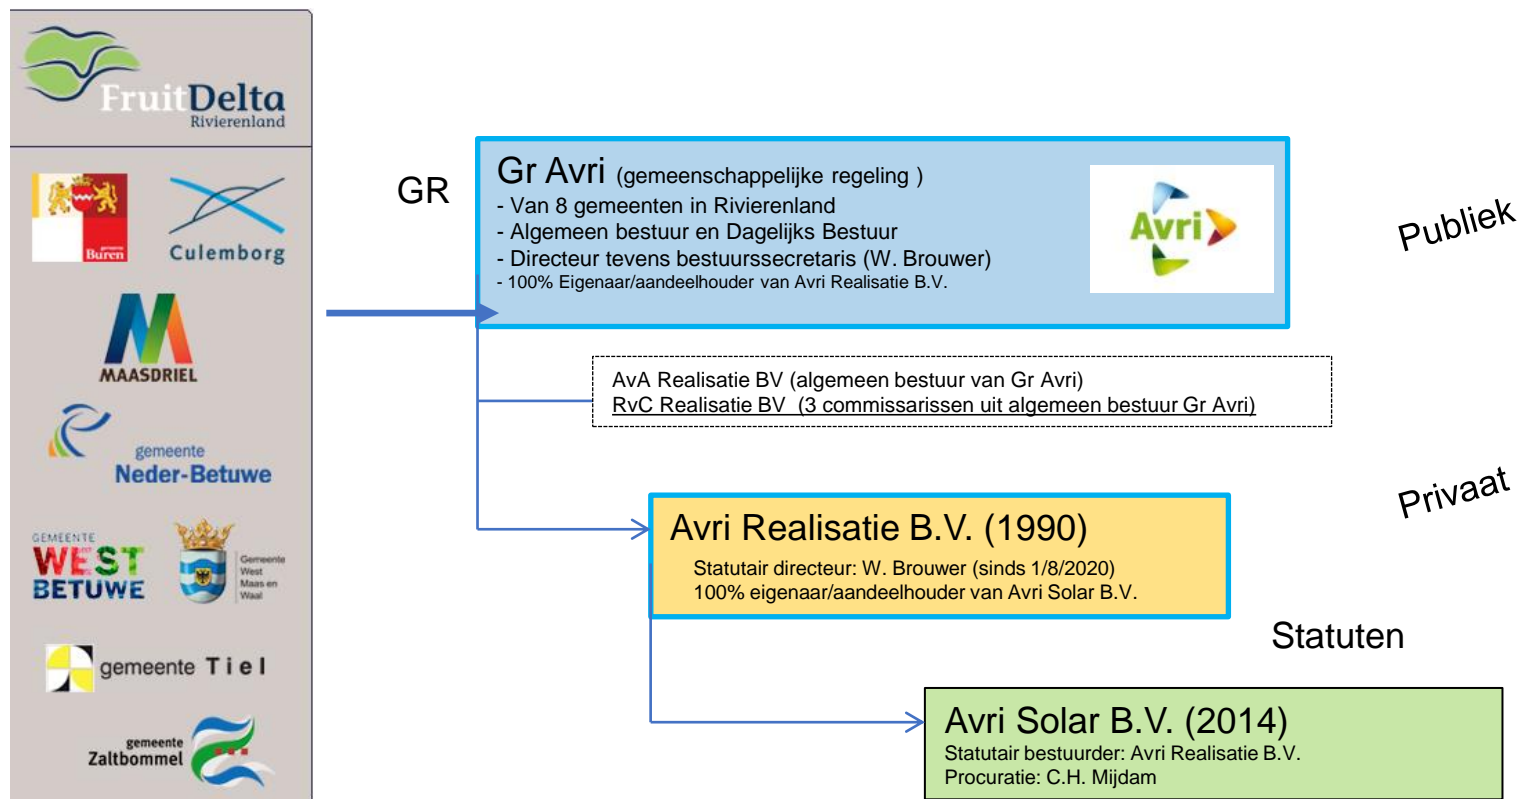 FruitDelta
Rivierenland
gemeente
Buren
Culemborg
MAASDRIEL
gemeente
Neder-Betuwe
GEMEENTE
WEST
BETUWE
Gemeente
West
Maas en
Waal
gemeente Tiel
gemeente
Zaltbommel
GR
Gr Avri (gemeenschappelijke regeling )
- Van 8 gemeenten in Rivierenland
- Algemeen bestuur en Dagelijks Bestuur
- Directeur tevens bestuurssecretaris (W. Brouwer)
- 100% Eigenaar/aandeelhouder van Avri Realisatie B.V.
Avri
Publiek
AvA Realisatie BV (algemeen bestuur van Gr Avri)
RvC Realisatie BV (3 commissarissen uit algemeen bestuur Gr Avri)
Privaat
Avri Realisatie B.V. (1990)
Statutair directeur: W. Brouwer (sinds 1/8/2020)
100% eigenaar/aandeelhouder van Avri Solar B.V.
Statuten
Avri Solar B.V. (2014)
Statutair bestuurder: Avri Realisatie B.V.
Procuratie: C.H. Mijdam